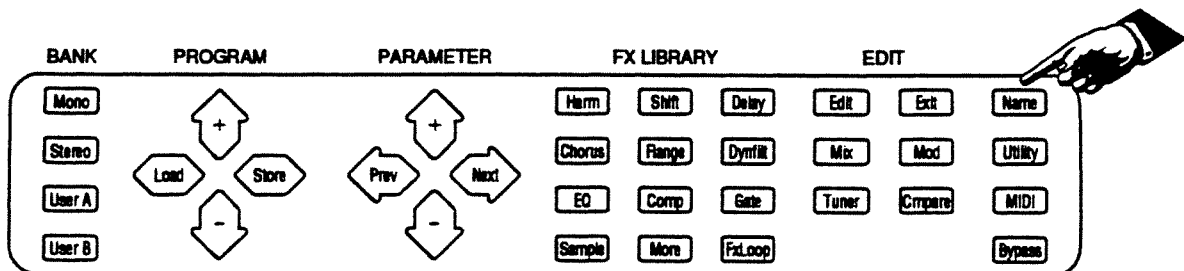 BANK PROGRAM PARAMETER FX LIBRARY EDIT
Mono + + Harm Shift Delay Edit Exit Name
Stereo Load Store Prev Next Chorus Flange Dynfilt Mix Mod Utility
User A - - EQ Comp Gate Tuner Cmpare MIDI
User B Sample More FxLoop Bypass